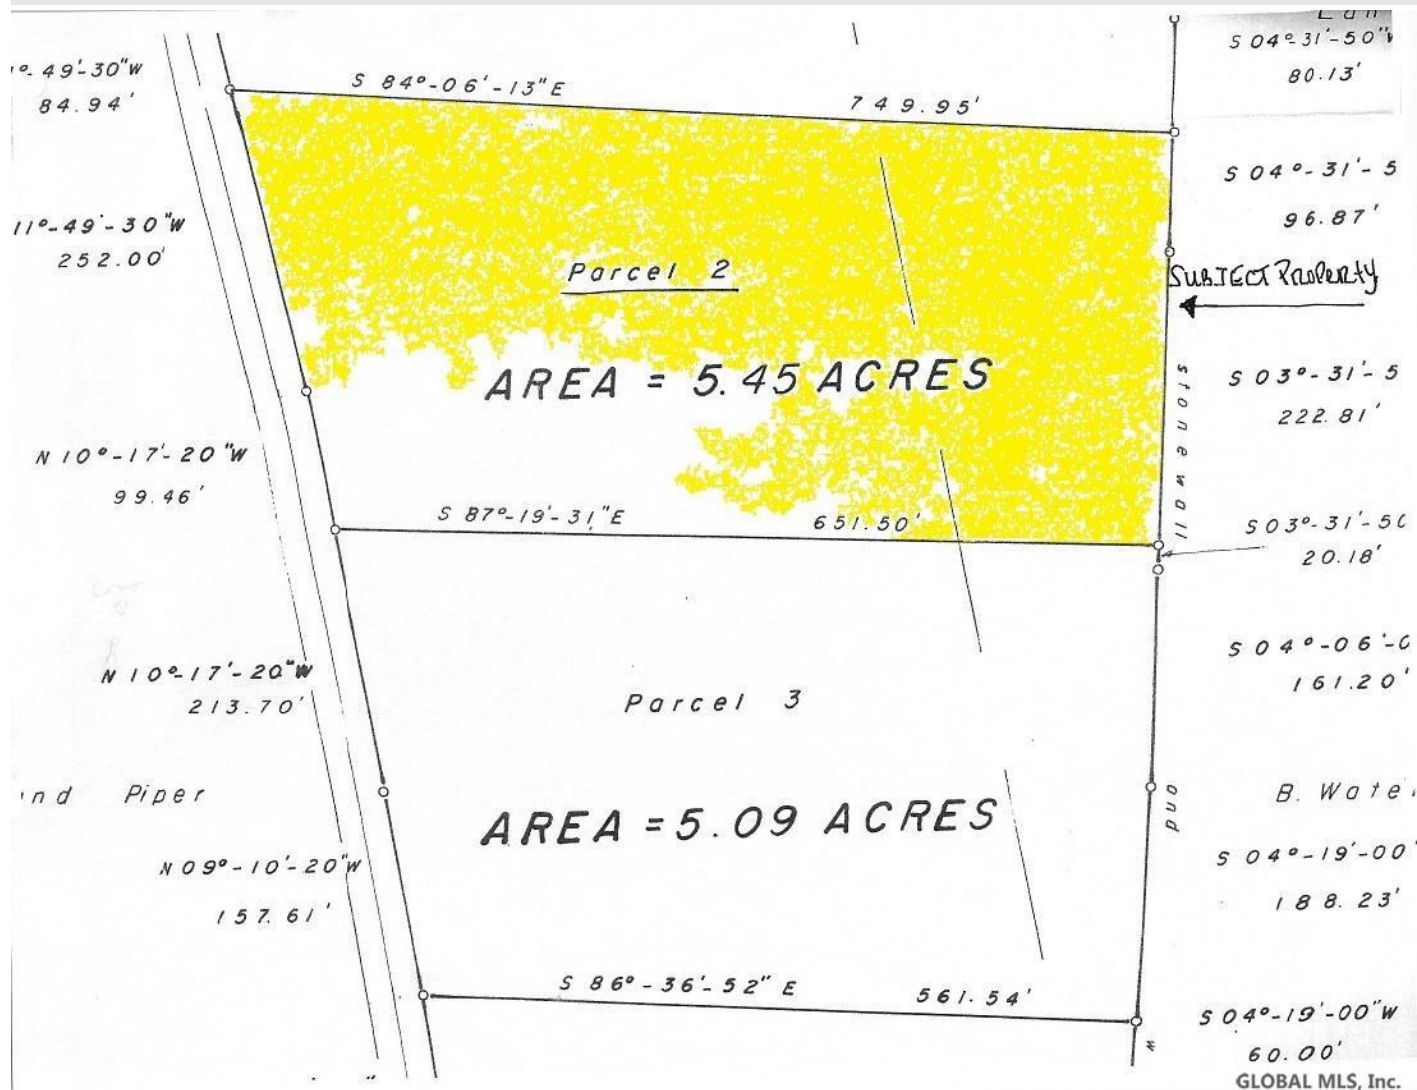 S 04°-31'-50"W
80.13'
°-49'-30"W
84.94'
S 84°-06'-13"E
749.95'
S 04°-31'-5
96.87'
11°-49'-30"W
252.00'
Parcel 2
SUBJECT PROPERTY
AREA = 5.45 ACRES
stone wall
S 03°-31'-5
222.81'
N 10°-17'-20"W
99.46'
S 87°-19'-31"E
651.50'
S 03°-31'-50
20.18'
S 04°-06'-0
161.20'
N 10°-17'-20"W
213.70'
Parcel 3
nd Piper
and
B. Wate
AREA = 5.09 ACRES
N 09°-10'-20"W
157.61'
S 04°-19'-00"
188.23'
S 86°-36'-52"E
561.54'
S 04°-19'-00"W
60.00'
w
GLOBAL MLS, Inc.